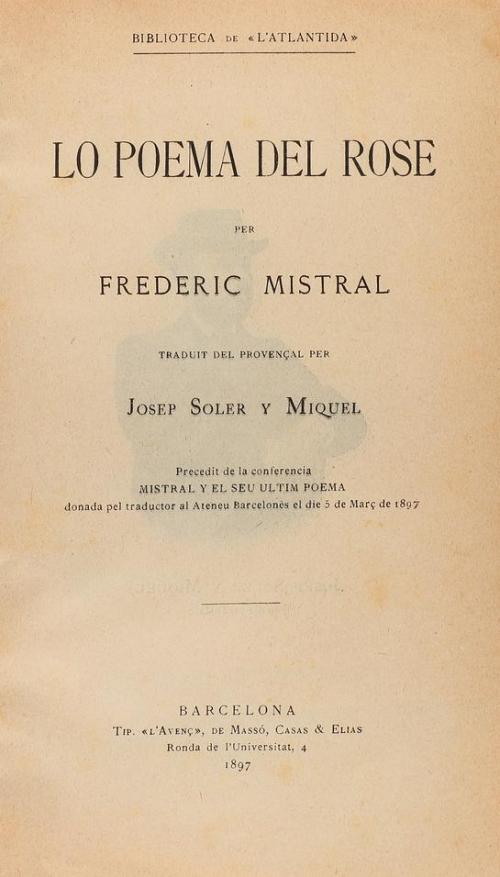 BIBLIOTECA DE «L'ATLANTIDA»
LO POEMA DEL ROSE
PER
FREDERIC MISTRAL
TRADUIT DEL PROVENÇAL PER
JOSEP SOLER Y MIQUEL
Precedit de la conferencia
MISTRAL Y EL SEU ULTIM POEMA
donada pel traductor al Ateneu Barcelonès el die 5 de Març de 1897
BARCELONA
TIP. «L'AVENÇ», DE MASSÓ, CASAS & ELIAS
Ronda de l'Universitat, 4
1897